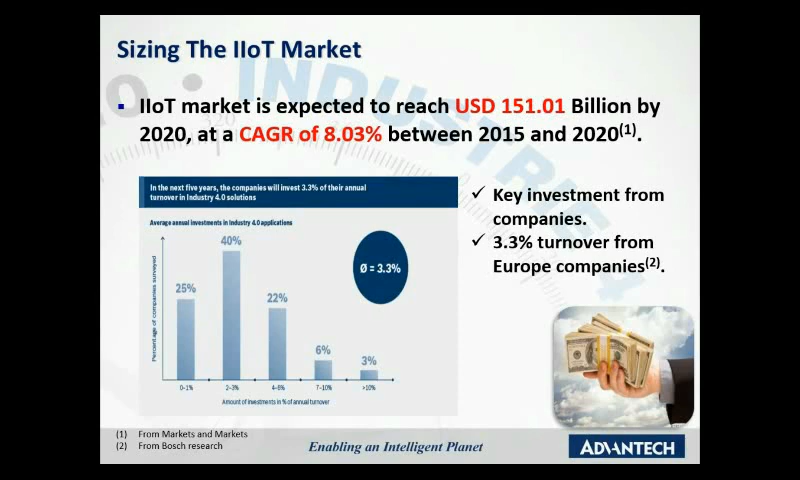 Sizing The IIoT Market
IIoT market is expected to reach USD 151.01 Billion by
2020, at a CAGR of 8.03% between 2015 and 2020(1).
In the next five years, the companies will invest 3.3% of their annual
turnover in Industry 4.0 solutions
Average annual investments in Industry 4.0 applications
Percentage of companies surveyed
25%
40%
22%
6%
3%
Ø = 3.3%
0–1%
2–3%
4–6%
7–10%
>10%
Amount of investments in % of annual turnover
Key investment from
companies.
3.3% turnover from
Europe companies(2).
(1) From Markets and Markets
(2) From Bosch research
Enabling an Intelligent Planet
ADVANTECH
INDUSTRIE 4